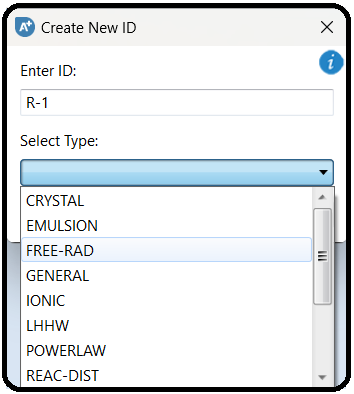 A+ Create New ID
i
Enter ID:
R-1
Select Type:
CRYSTAL
EMULSION
FREE-RAD
GENERAL
IONIC
LHHW
POWERLAW
REAC-DIST